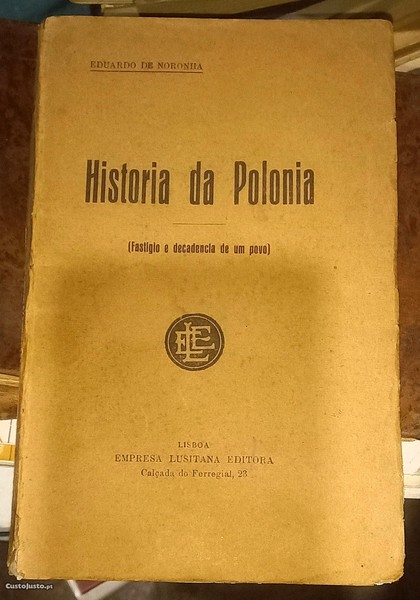 EDUARDO DE NORONHA
Historia da Polonia
(Fastigio e decadencia de um povo)
ELE
LISBOA
EMPRESA LUSITANA EDITORA
Calçada do Ferregial, 23
CustoJusto.pt